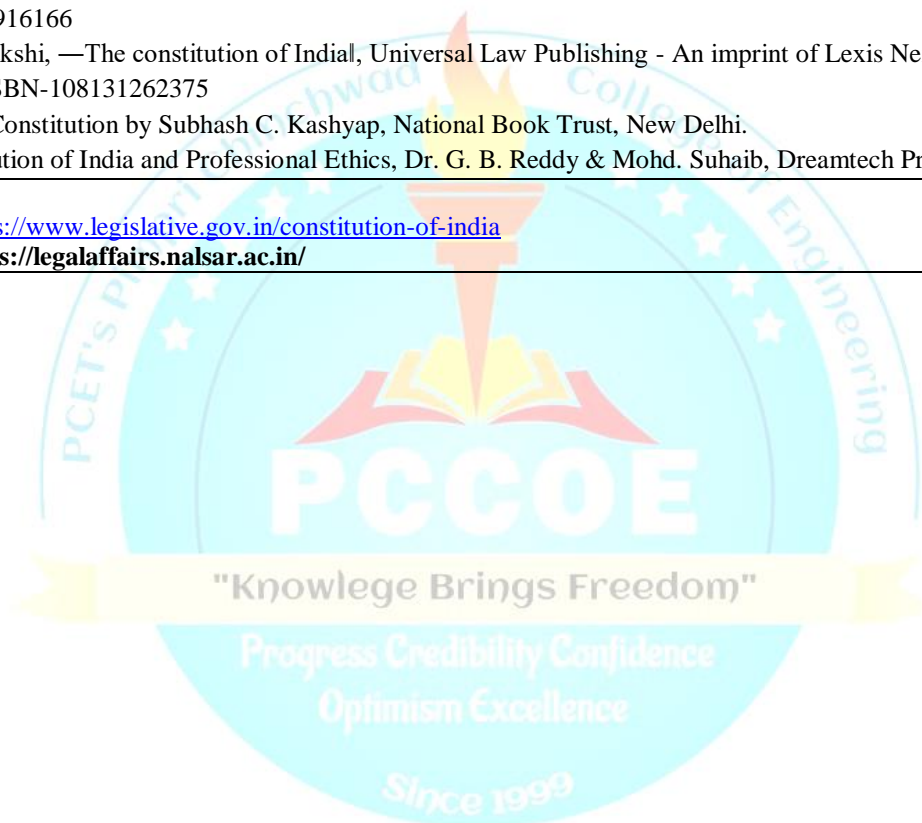 916166
kshi, ―The constitution of India‖, Universal Law Publishing - An imprint of Lexis Ne
SBN-108131262375
Constitution by Subhash C. Kashyap, National Book Trust, New Delhi.
ution of India and Professional Ethics, Dr. G. B. Reddy & Mohd. Suhaib, Dreamtech Pr
s://www.legislative.gov.in/constitution-of-india
s://legalaffairs.nalsar.ac.in/
PCET's Pimpri Chinchwad College of Engineering
PCCOE
"Knowlege Brings Freedom"
Progress Credibility Confidence
Optimism Excellence
Since 1999